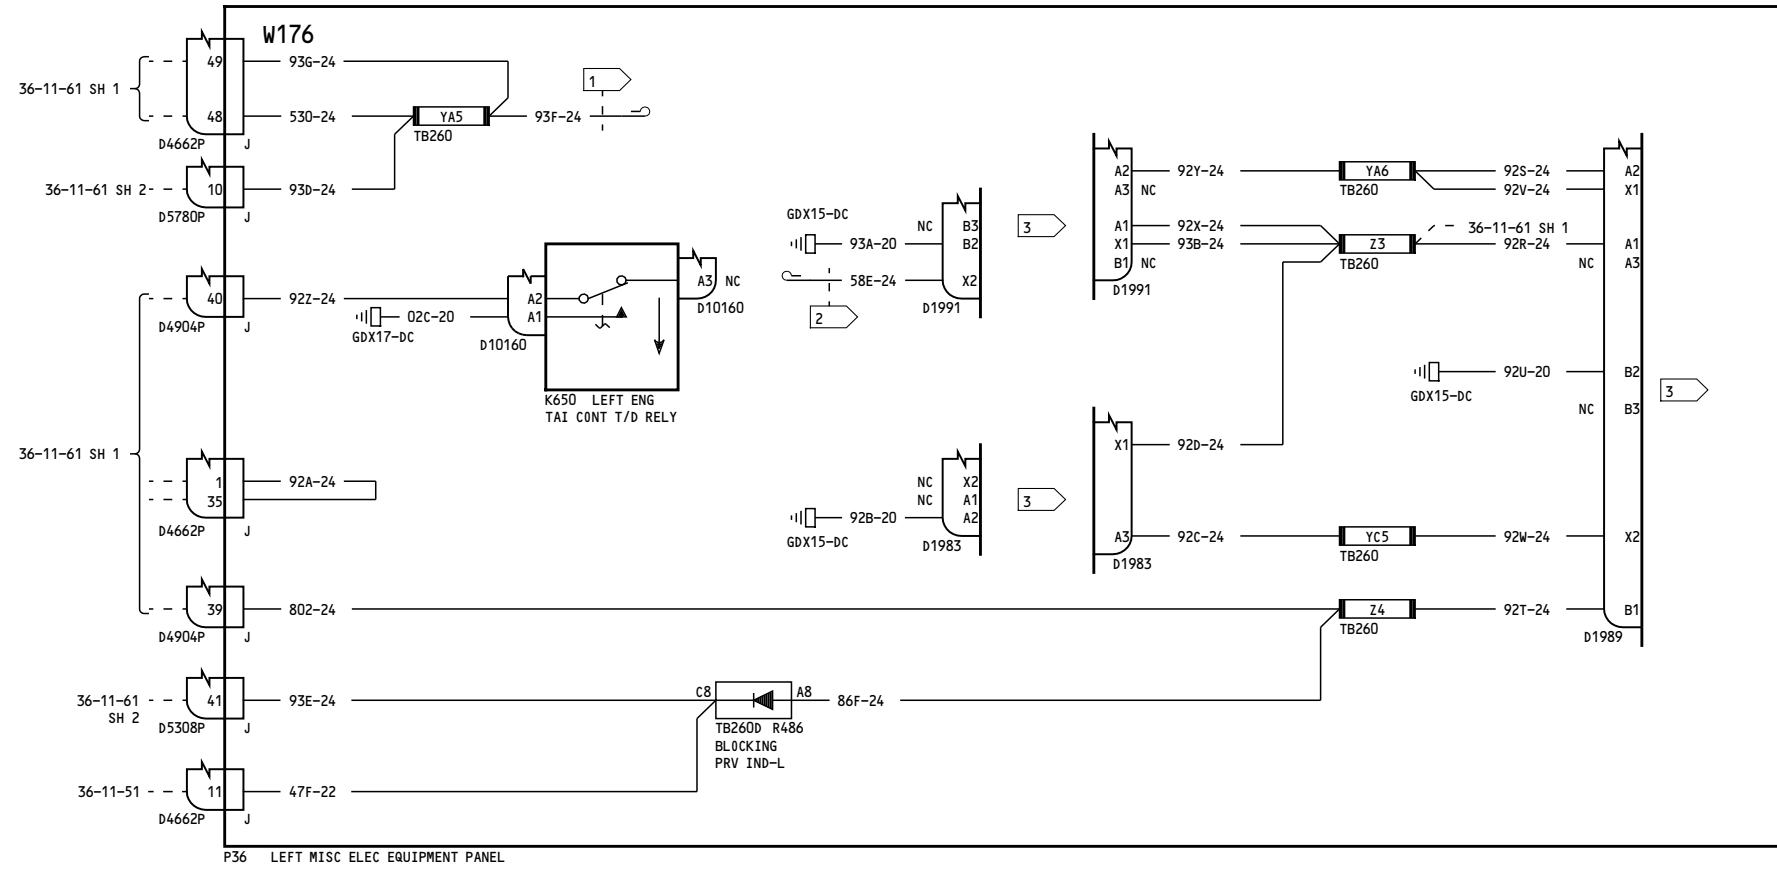 W176
49 93G-24
1
36-11-61 SH 1
48 530-24 YA5 93F-24
D4662P J TB260
36-11-61 SH 2 10 93D-24
D5780P J
A2 92Y-24 YA6 92S-24 A2
A3 NC TB260 92V-24 X1
GDX15-DC
NC B3 3 A1 92X-24 36-11-61 SH 1
93A-20 B2 X1 93B-24 Z3 92R-24 A1
B1 NC TB260 NC A3
A3 NC 58E-24 X2
D1991
40 92Z-24 A2 D10160 D1991
D4904P J 02C-20 A1 2
GDX17-DC D10160
92U-20 B2
GDX15-DC
3
K650 LEFT ENG
TAI CONT T/D RELY
NC B3
36-11-61 SH 1
X1 92D-24
1 92A-24 NC X2
35 NC A1 3
92B-20 A2
D4662P J GDX15-DC D1983
A3 92C-24 YC5 92W-24 X2
D1983 TB260
39 802-24 Z4 92T-24 B1
D4904P J TB260 D1989
36-11-61
SH 2
41 93E-24 C8 A8 86F-24
D5308P J TB260D R486
BLOCKING
PRV IND-L
36-11-51 11 47F-22
D4662P J
P36 LEFT MISC ELEC EQUIPMENT PANEL